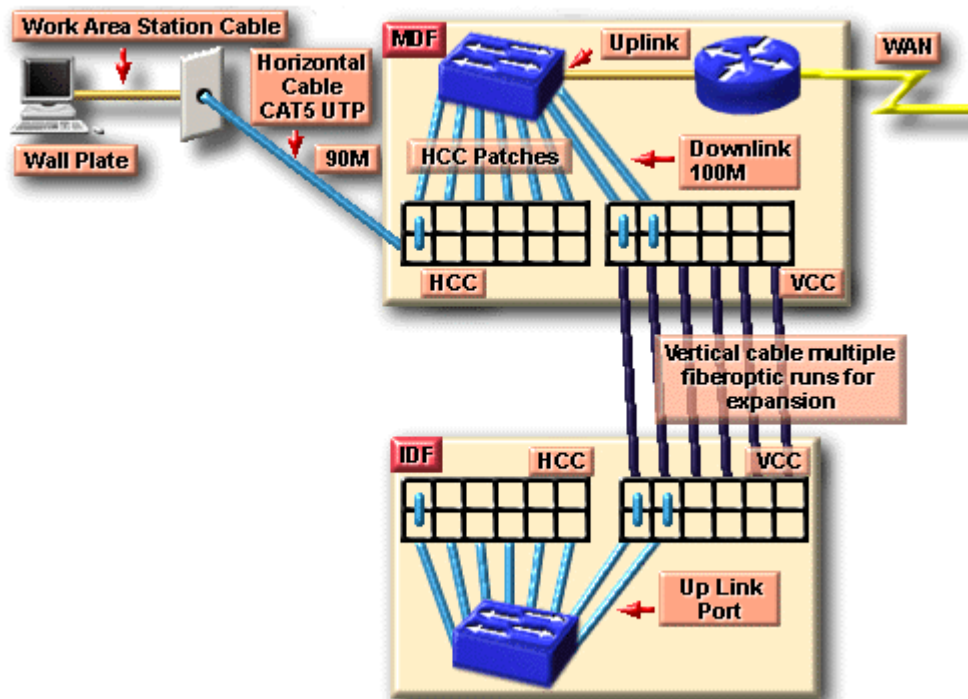 Work Area Station Cable
MDF
Uplink
WAN
Horizontal
Cable
CAT5 UTP
Wall Plate
90M
HCC Patches
Downlink
100M
HCC
VCC
Vertical cable multiple
fiberoptic runs for
expansion
IDF
HCC
VCC
Up Link
Port